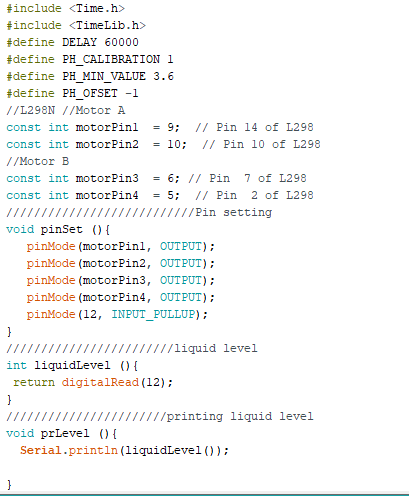 #include <Time.h>
#include <TimeLib.h>
#define DELAY 60000
#define PH_CALIBRATION 1
#define PH_MIN_VALUE 3.6
#define PH_OFSET -1
//L298N //Motor A
const int motorPin1  = 9;  // Pin 14 of L298
const int motorPin2  = 10;  // Pin 10 of L298
//Motor B
const int motorPin3  = 6; // Pin  7 of L298
const int motorPin4  = 5;  // Pin  2 of L298
///////////////////////////Pin setting
void pinSet (){
   pinMode(motorPin1, OUTPUT);
   pinMode(motorPin2, OUTPUT);
   pinMode(motorPin3, OUTPUT);
   pinMode(motorPin4, OUTPUT);
   pinMode(12, INPUT_PULLUP);
}
////////////////////////liquid level
int liquidLevel (){
 return digitalRead(12);
}
///////////////////////printing liquid level
void prLevel (){
  Serial.println(liquidLevel());
}